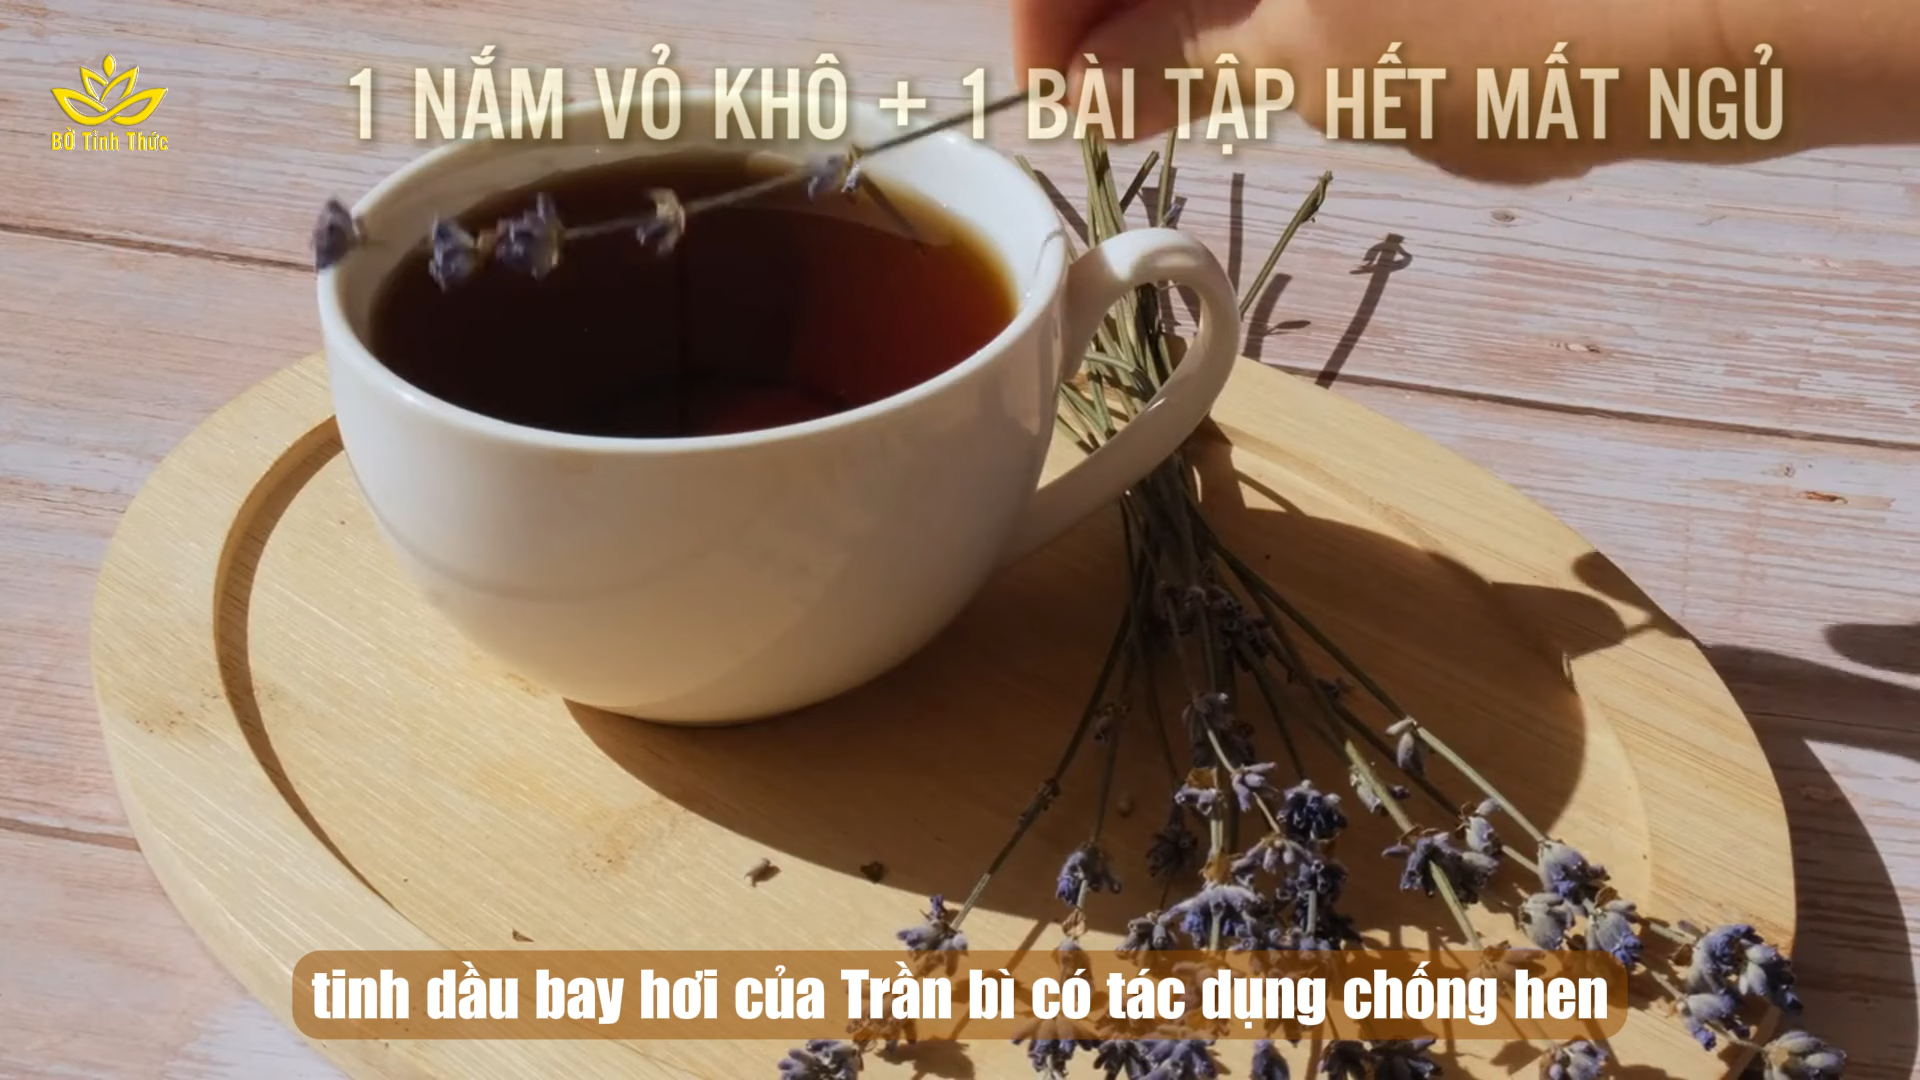 1 NẮM VỎ KHÔ + 1 BÀI TẬP HẾT MẤT NGỦ
BỜ Tỉnh Thức
tinh dầu bay hơi của Trần bì có tác dụng chống hen